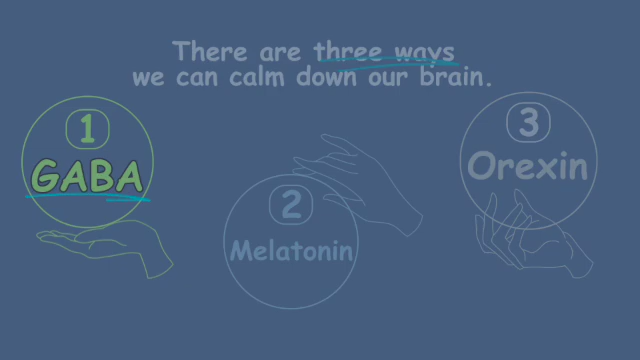 There are three ways
we can calm down our brain.
1
GABA
2
Melatonin
3
Orexin